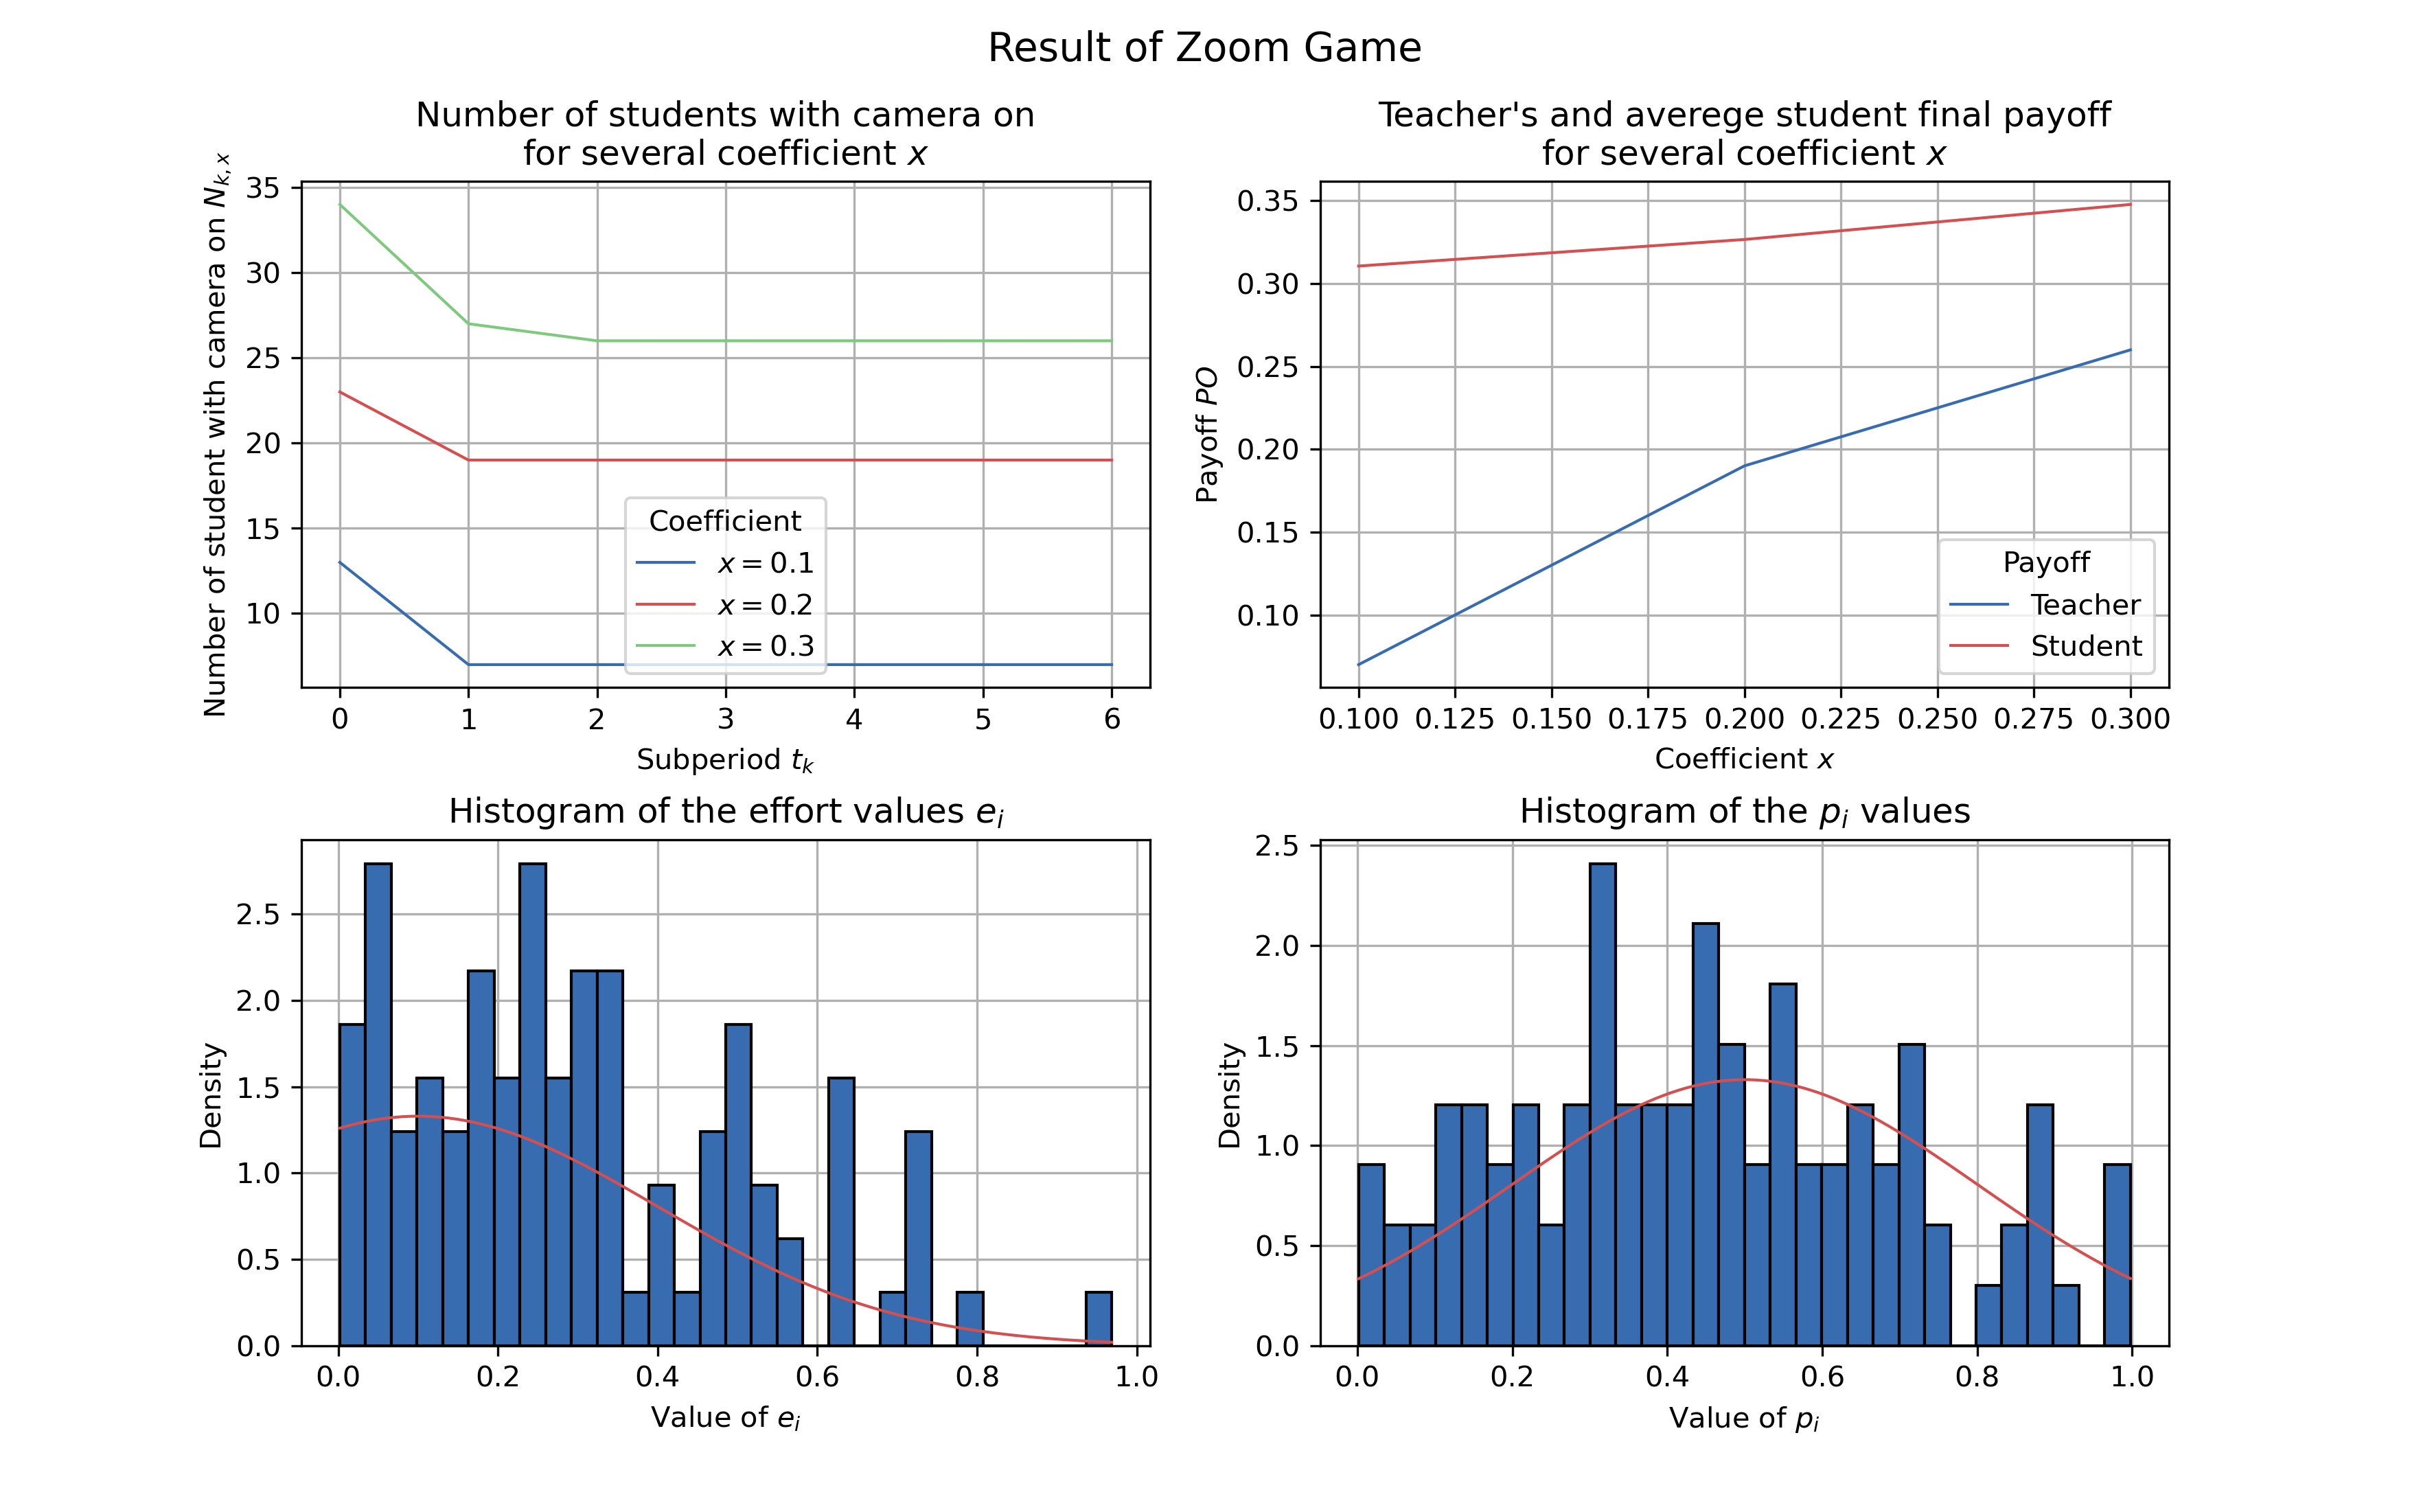 Result of Zoom Game
Number of students with camera on
for several coefficient x
Number of student with camera on N_{k,x}
35
30
25
20
15
10
Coefficient
x = 0.1
x = 0.2
x = 0.3
0 1 2 3 4 5 6
Subperiod t_k
Teacher's and averege student final payoff
for several coefficient x
Payoff PO
0.35
0.30
0.25
0.20
0.15
0.10
Payoff
Teacher
Student
0.100 0.125 0.150 0.175 0.200 0.225 0.250 0.275 0.300
Coefficient x
Histogram of the effort values e_i
Density
2.5
2.0
1.5
1.0
0.5
0.0
0.0 0.2 0.4 0.6 0.8 1.0
Value of e_i
Histogram of the p_i values
Density
2.5
2.0
1.5
1.0
0.5
0.0
0.0 0.2 0.4 0.6 0.8 1.0
Value of p_i